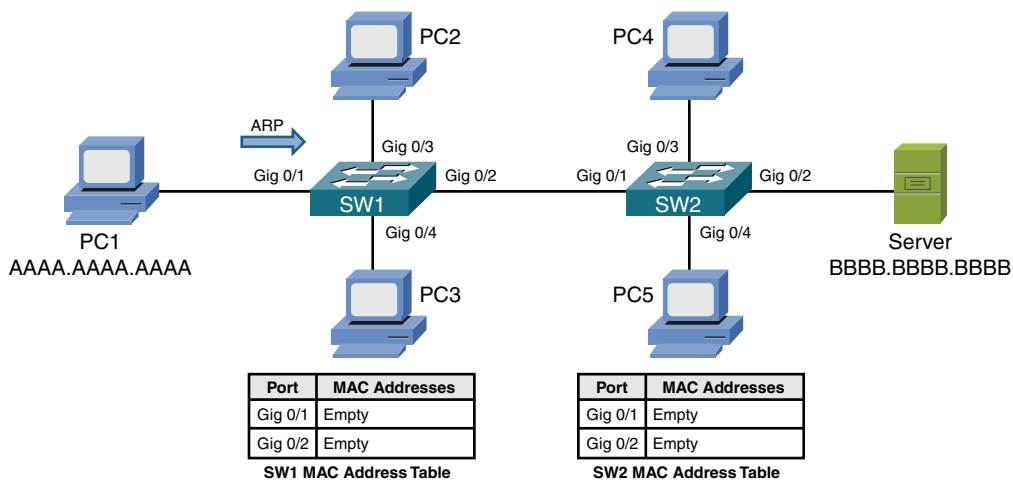 PC2
PC4
ARP
Gig 0/3
Gig 0/3
Gig 0/1
Gig 0/2
Gig 0/1
Gig 0/2
SW1
SW2
Gig 0/4
Gig 0/4
PC1
AAAA.AAAA.AAAA
Server
BBBB.BBBB.BBBB
PC3
PC5
Port MAC Addresses
Gig 0/1 Empty
Gig 0/2 Empty
SW1 MAC Address Table
Port MAC Addresses
Gig 0/1 Empty
Gig 0/2 Empty
SW2 MAC Address Table